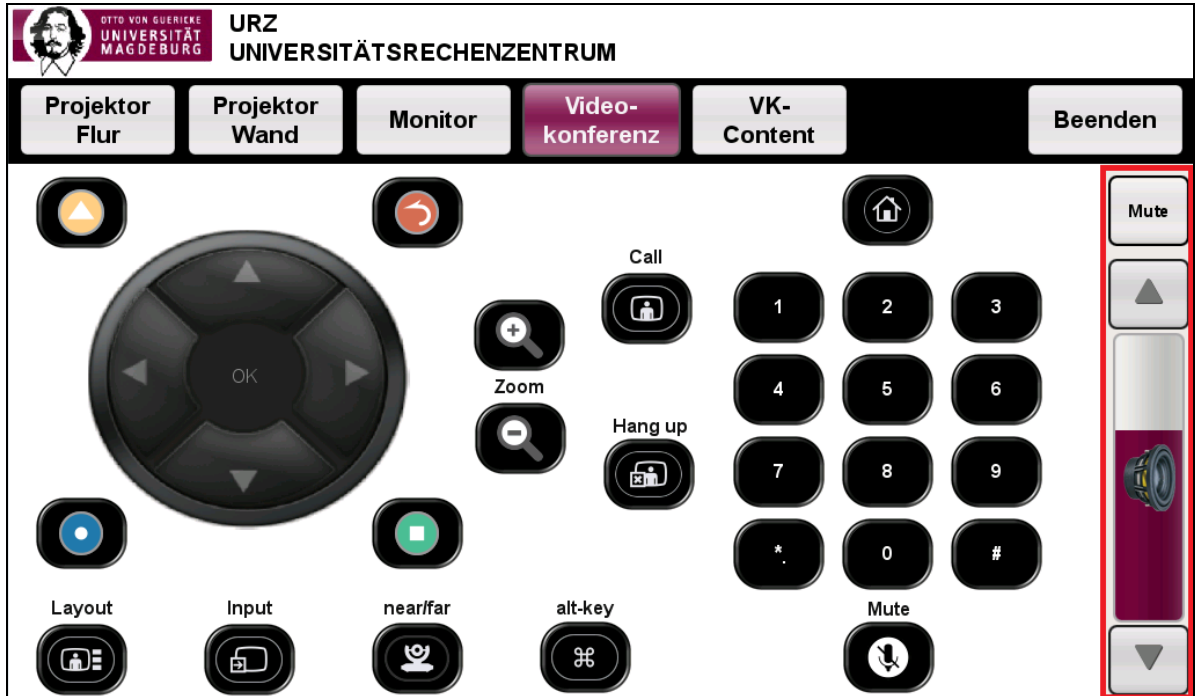 OTTO VON GUERICKE
UNIVERSITÄT
MAGDEBURG
URZ
UNIVERSITÄTSRECHENZENTRUM
Projektor
Flur
Projektor
Wand
Monitor
Video-
konferenz
VK-
Content
Beenden
Mute
Call
1
2
3
OK
Zoom
4
5
6
Hang up
7
8
9
*.
0
#
Layout
Input
near/far
alt-key
Mute
⌘